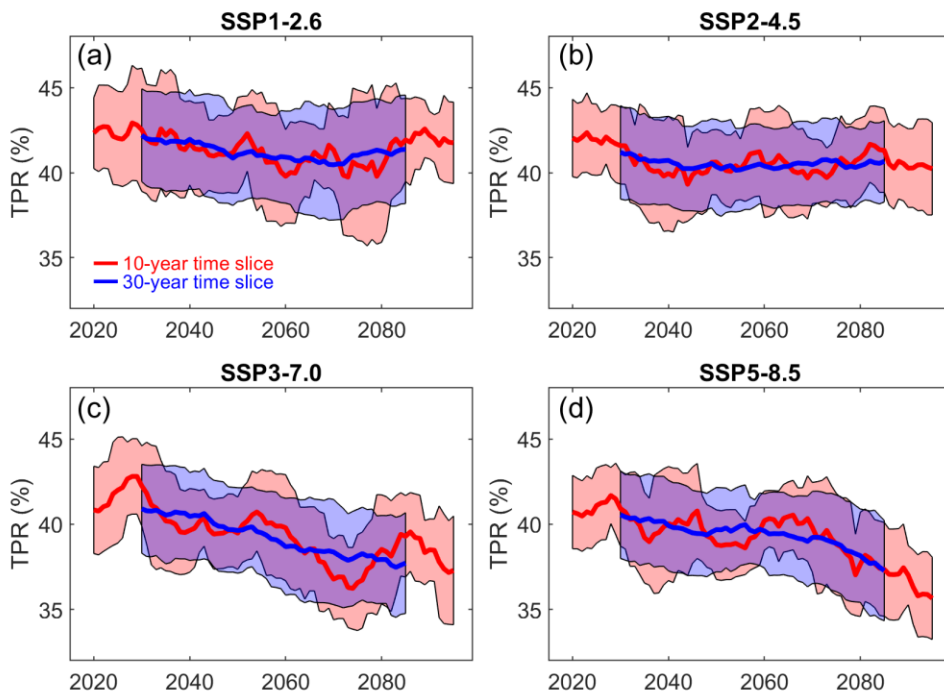 SSP1-2.6
(a)
TPR (%)
45
40
35
10-year time slice
30-year time slice
2020 2040 2060 2080
SSP2-4.5
(b)
TPR (%)
45
40
35
2020 2040 2060 2080
SSP3-7.0
(c)
TPR (%)
45
40
35
2020 2040 2060 2080
SSP5-8.5
(d)
TPR (%)
45
40
35
2020 2040 2060 2080